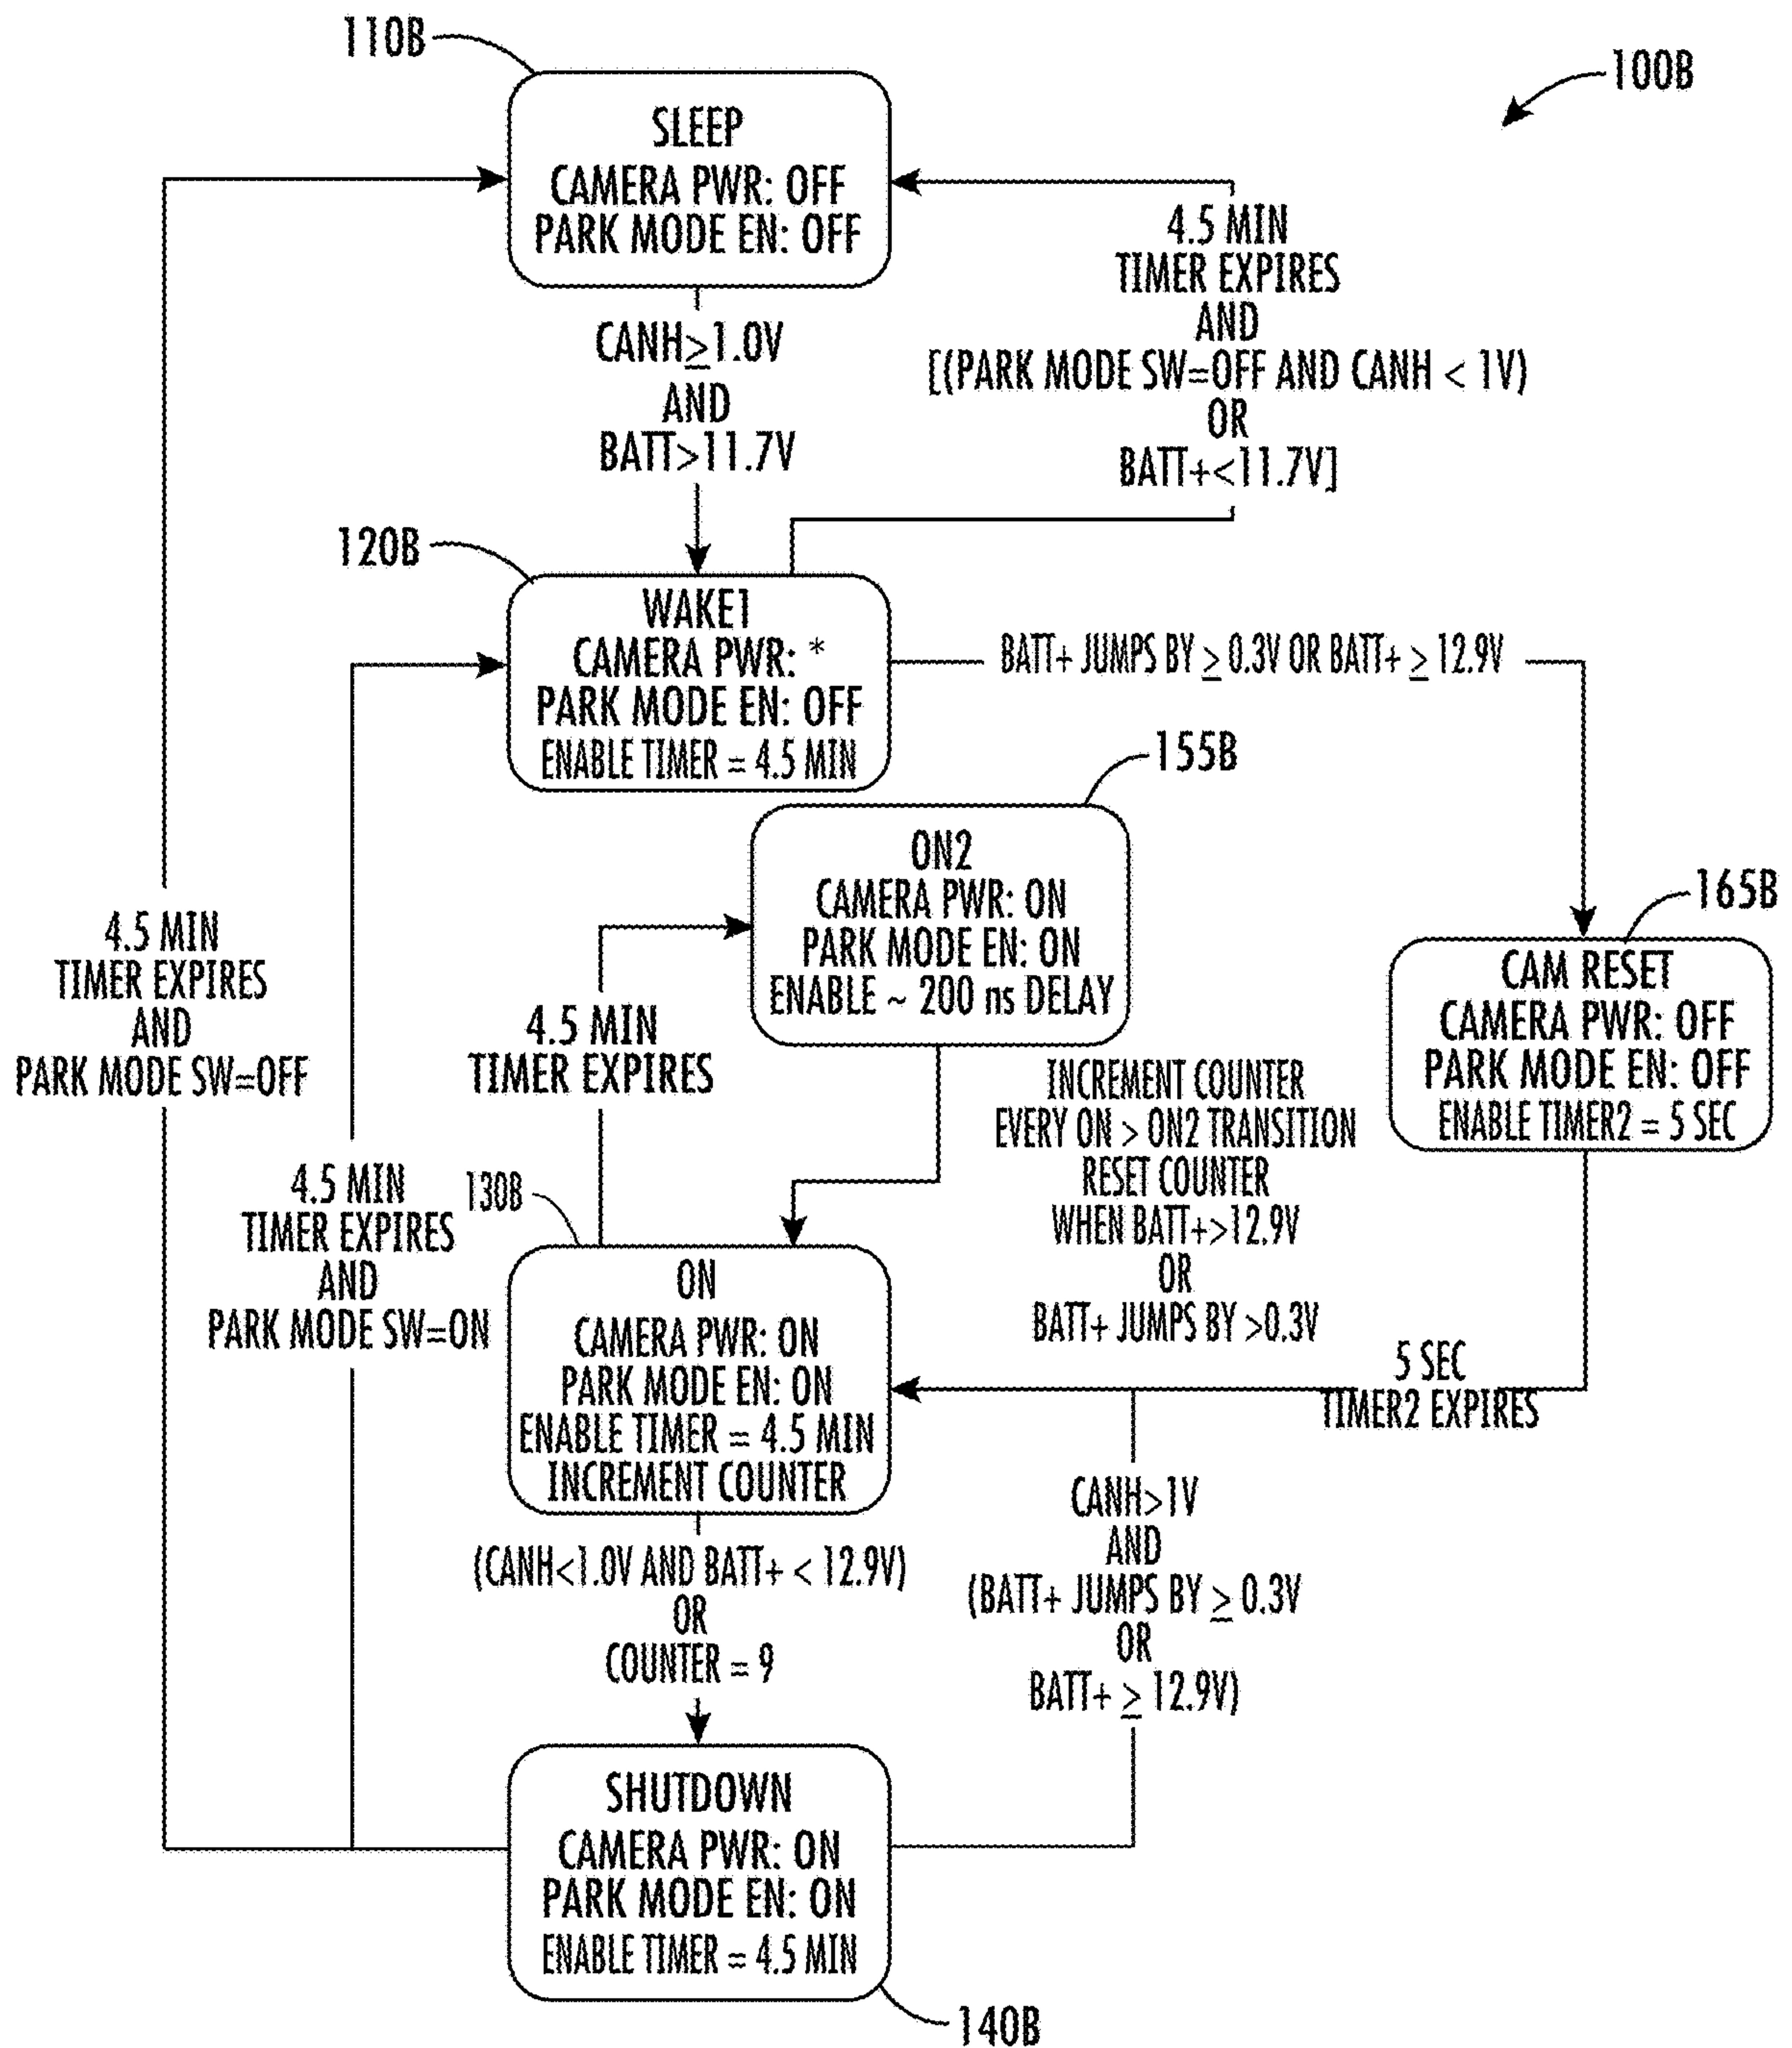 110B
100B
SLEEP
CAMERA PWR: OFF
PARK MODE EN: OFF
CANH≥1.0V
AND
BATT>11.7V
4.5 MIN
TIMER EXPIRES
AND
[(PARK MODE SW=OFF AND CANH < 1V)
OR
BATT+<11.7V]
120B
WAKE1
CAMERA PWR: *
PARK MODE EN: OFF
ENABLE TIMER = 4.5 MIN
BATT+ JUMPS BY ≥ 0.3V OR BATT+ ≥ 12.9V
155B
ON2
CAMERA PWR: ON
PARK MODE EN: ON
ENABLE ~ 200 ns DELAY
165B
CAM RESET
CAMERA PWR: OFF
PARK MODE EN: OFF
ENABLE TIMER2 = 5 SEC
4.5 MIN
TIMER EXPIRES
AND
PARK MODE SW=OFF
4.5 MIN
TIMER EXPIRES
INCREMENT COUNTER
EVERY ON > ON2 TRANSITION
RESET COUNTER
WHEN BATT+>12.9V
OR
BATT+ JUMPS BY >0.3V
4.5 MIN
TIMER EXPIRES
AND
PARK MODE SW=ON
130B
ON
CAMERA PWR: ON
PARK MODE EN: ON
ENABLE TIMER = 4.5 MIN
INCREMENT COUNTER
5 SEC
TIMER2 EXPIRES
(CANH<1.0V AND BATT+ < 12.9V)
OR
COUNTER = 9
CANH>1V
AND
(BATT+ JUMPS BY ≥ 0.3V
OR
BATT+ ≥ 12.9V)
SHUTDOWN
CAMERA PWR: ON
PARK MODE EN: ON
ENABLE TIMER = 4.5 MIN
140B